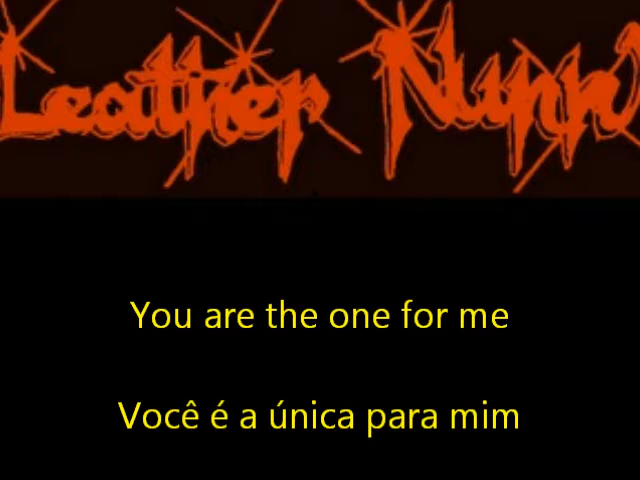 Leather Nunn
You are the one for me
Você é a única para mim